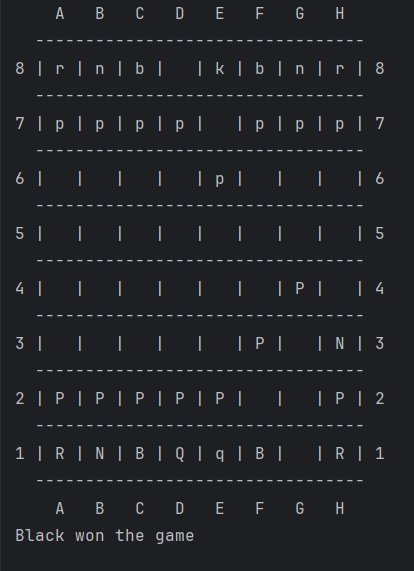 A   B   C   D   E   F   G   H
  ---------------------------------
8 | r | n | b |   | k | b | n | r | 8
  ---------------------------------
7 | p | p | p | p |   | p | p | p | 7
  ---------------------------------
6 |   |   |   |   | p |   |   |   | 6
  ---------------------------------
5 |   |   |   |   |   |   |   |   | 5
  ---------------------------------
4 |   |   |   |   |   |   | P |   | 4
  ---------------------------------
3 |   |   |   |   |   | P |   | N | 3
  ---------------------------------
2 | P | P | P | P | P |   |   | P | 2
  ---------------------------------
1 | R | N | B | Q | q | B |   | R | 1
  ---------------------------------
    A   B   C   D   E   F   G   H
Black won the game